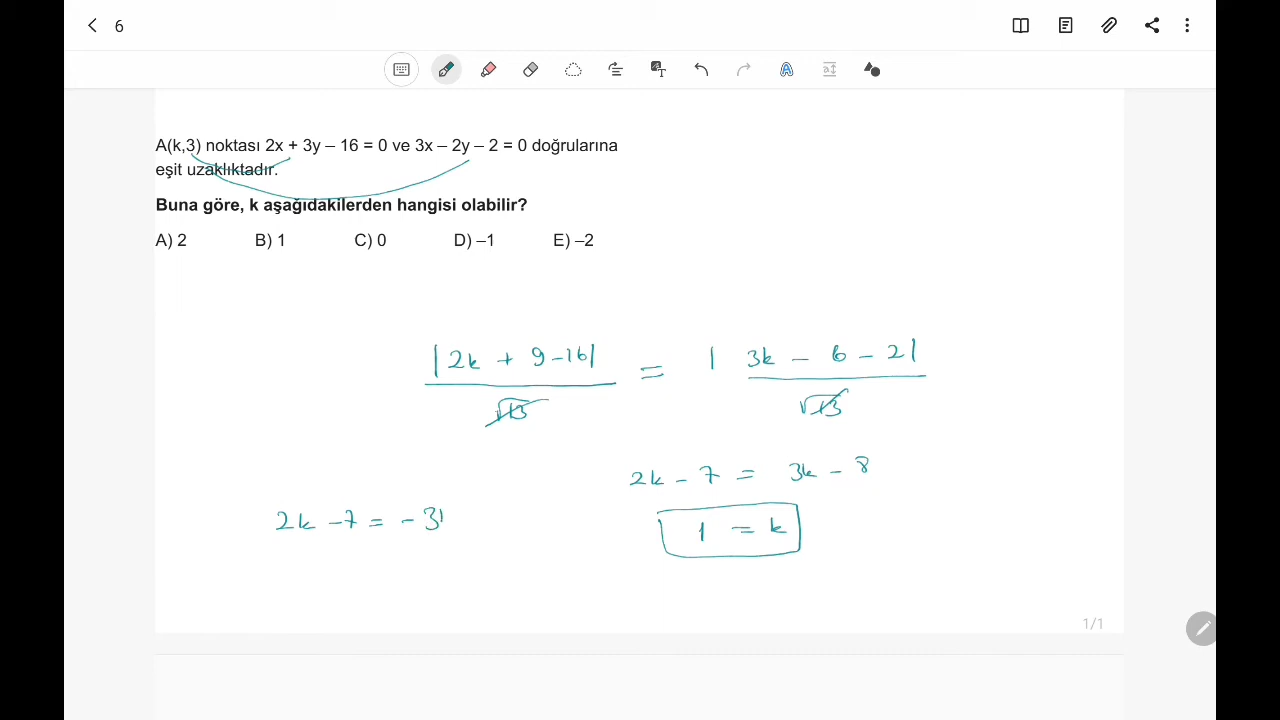 6
A(k,3) noktası 2x + 3y – 16 = 0 ve 3x – 2y – 2 = 0 doğrularına
eşit uzaklıktadır.
Buna göre, k aşağıdakilerden hangisi olabilir?
A) 2 B) 1 C) 0 D) –1 E) –2
|2k + 9 – 16| = | 3k – 6 – 2|
√13 √13
2k – 7 = 3k – 8
2k – 7 = – 3k
1 = k
1/1